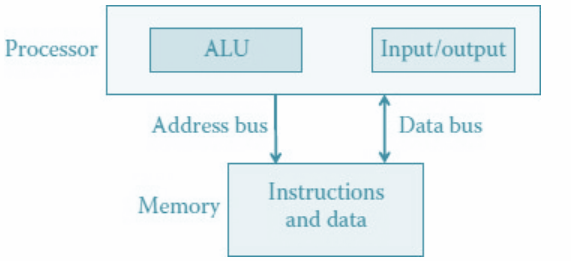 Processor
ALU
Input/output
Address bus
Data bus
Memory
Instructions
and data